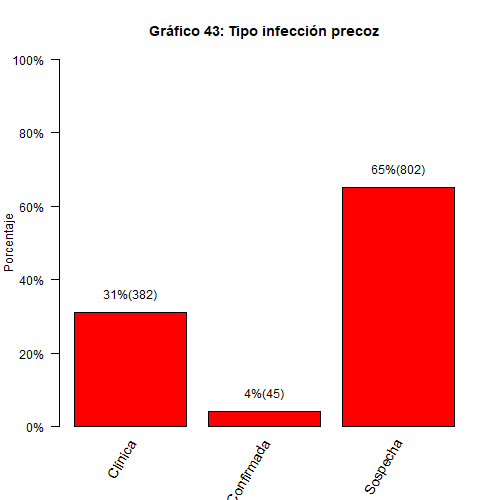 Gráfico 43: Tipo infección precoz
Porcentaje
100%
80%
60%
40%
20%
0%
31%(382)
4%(45)
65%(802)
Clinica
Confirmada
Sospecha